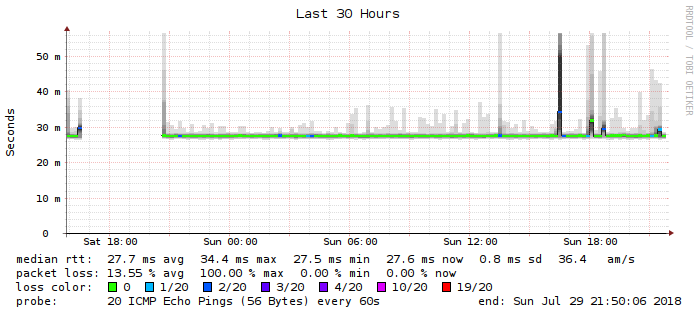 Last 30 Hours
RRDTOOL / TOBI OETIKER
Seconds
50 m
40 m
30 m
20 m
10 m
0
Sat 18:00 Sun 00:00 Sun 06:00 Sun 12:00 Sun 18:00
median rtt: 27.7 ms avg 34.4 ms max 27.5 ms min 27.6 ms now 0.8 ms sd 36.4 am/s
packet loss: 13.55 % avg 100.00 % max 0.00 % min 0.00 % now
loss color: 0 1/20 2/20 3/20 4/20 10/20 19/20
probe: 20 ICMP Echo Pings (56 Bytes) every 60s end: Sun Jul 29 21:50:06 2018